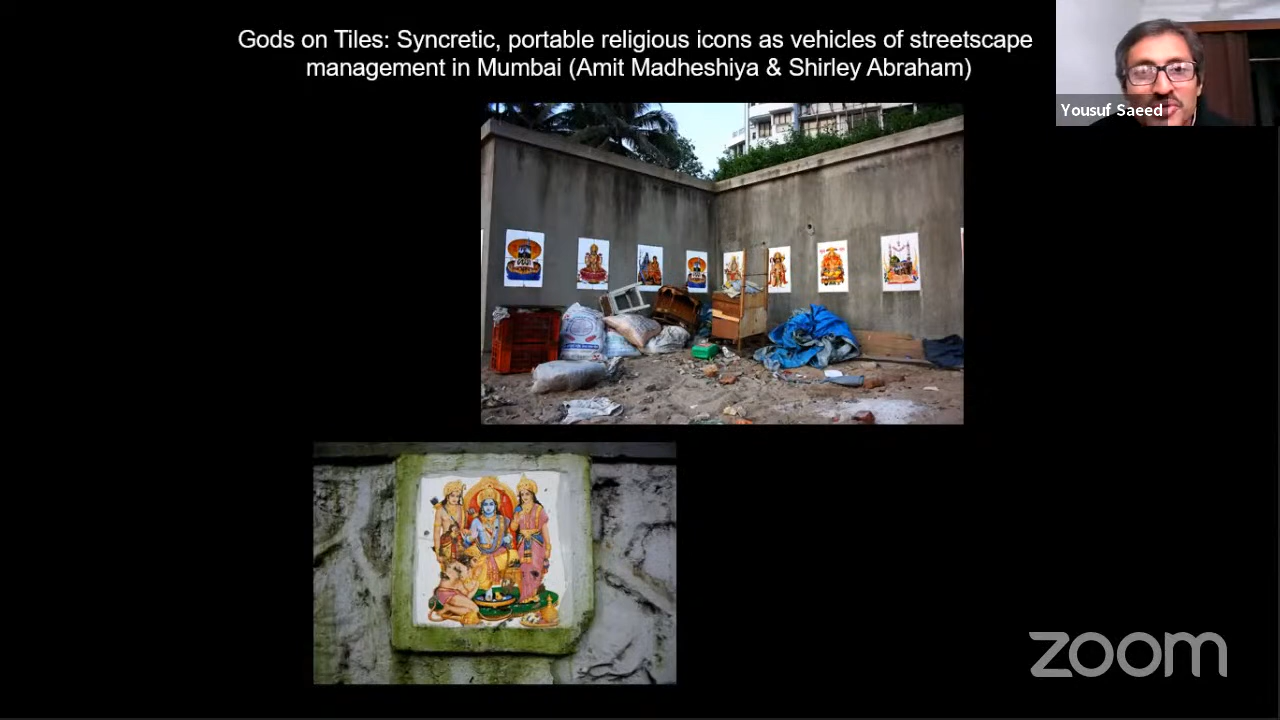 Gods on Tiles: Syncretic, portable religious icons as vehicles of streetscape
management in Mumbai (Amit Madheshiya & Shirley Abraham)
Yousuf Saeed
zoom